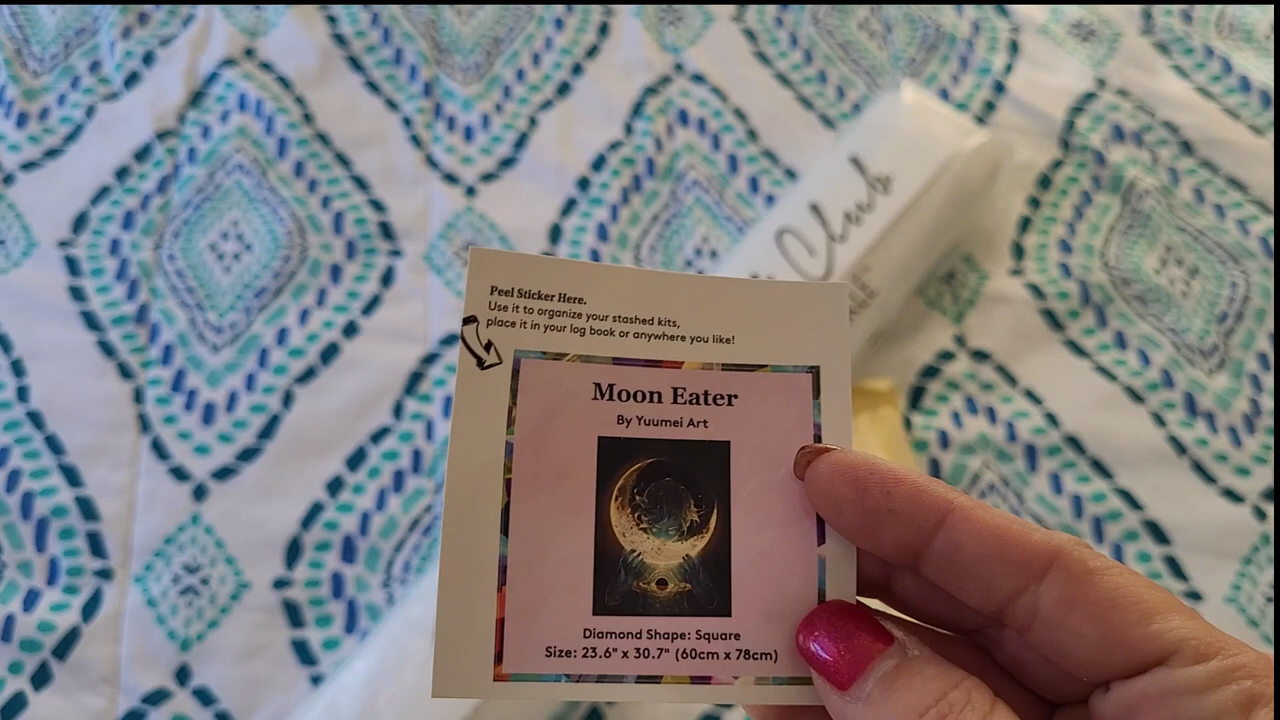 Club
Peel Sticker Here.
Use it to organize your stashed kits,
place it in your log book or anywhere you like!
Moon Eater
By Yuumei Art
Diamond Shape: Square
Size: 23.6" x 30.7" (60cm x 78cm)